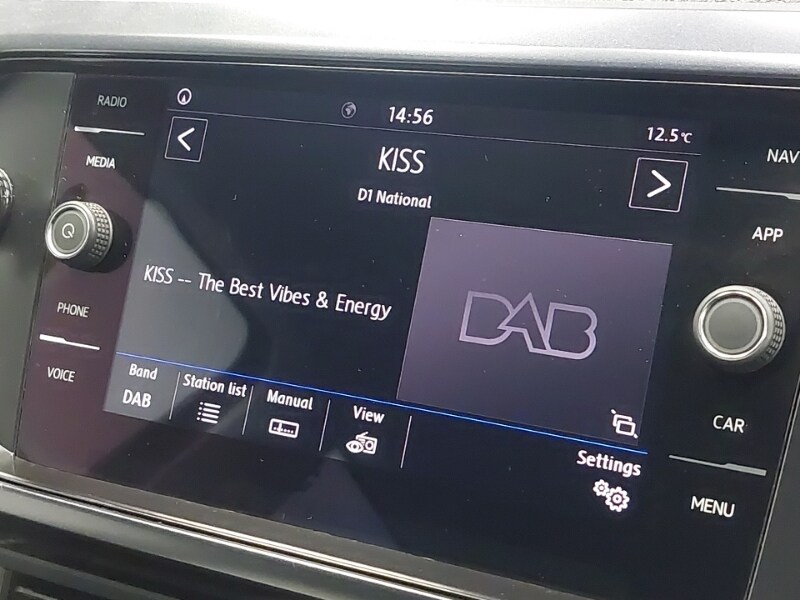 RADIO
MEDIA
PHONE
VOICE
14:56
12.5°C
KISS
D1 National
KISS -- The Best Vibes & Energy
DAB
Band
DAB
Station list
Manual
View
Settings
NAV
APP
CAR
MENU